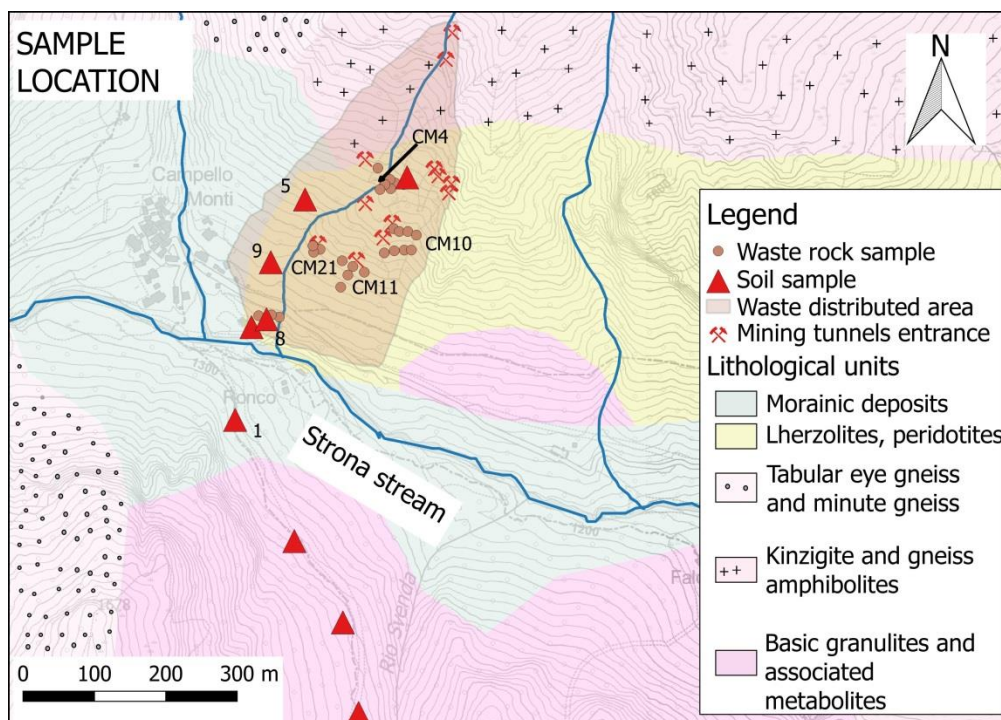 SAMPLE
LOCATION
N
CM4
Campello
Monti
5
9
CM10
CM21
CM11
8
1300
Ronco
1
Strona stream
1200
1678
Rio Svenda
0 100 200 300 m
Legend
Waste rock sample
Soil sample
Waste distributed area
Mining tunnels entrance
Lithological units
Morainic deposits
Lherzolites, peridotites
Tabular eye gneiss
and minute gneiss
Kinzigite and gneiss
amphibolites
Basic granulites and
associated
metabolites